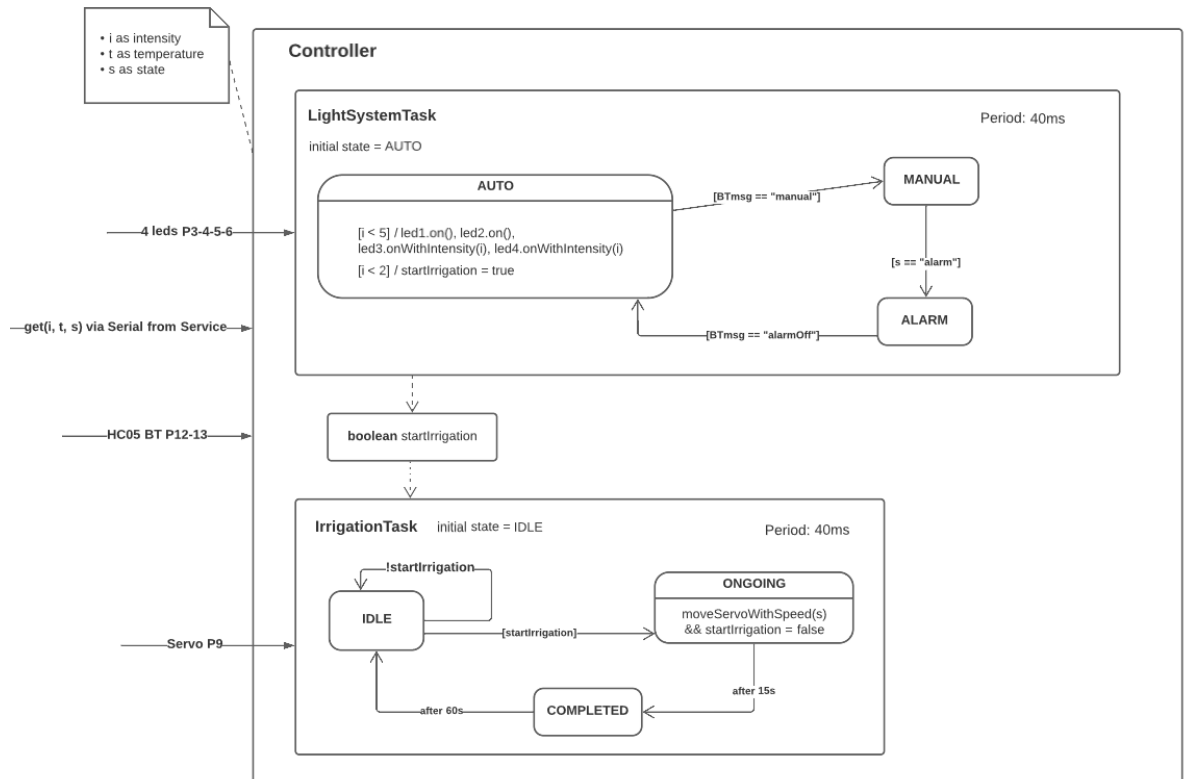 • i as intensity
• t as temperature
• s as state
Controller
LightSystemTask
Period: 40ms
initial state = AUTO
AUTO
[i < 5] / led1.on(), led2.on(),
led3.onWithIntensity(i), led4.onWithIntensity(i)
[i < 2] / startIrrigation = true
[BTmsg == "manual"]
MANUAL
[s == "alarm"]
ALARM
[BTmsg == "alarmOff"]
4 leds P3-4-5-6
get(i, t, s) via Serial from Service
HC05 BT P12-13
boolean startIrrigation
IrrigationTask
initial state = IDLE
Period: 40ms
!startIrrigation
IDLE
[startIrrigation]
ONGOING
moveServoWithSpeed(s)
&& startIrrigation = false
Servo P9
after 15s
COMPLETED
after 60s